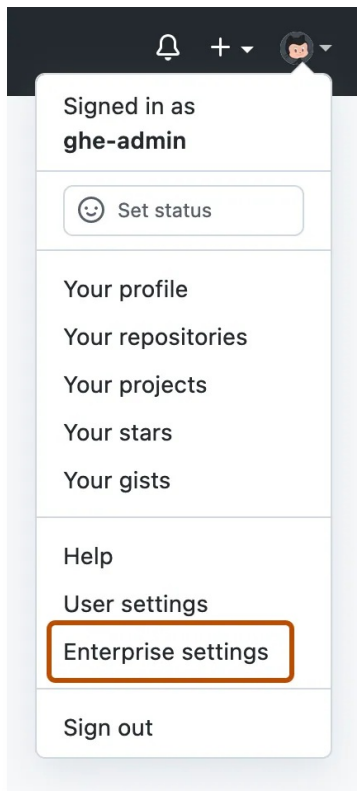 Signed in as
ghe-admin
Set status
Your profile
Your repositories
Your projects
Your stars
Your gists
Help
User settings
Enterprise settings
Sign out